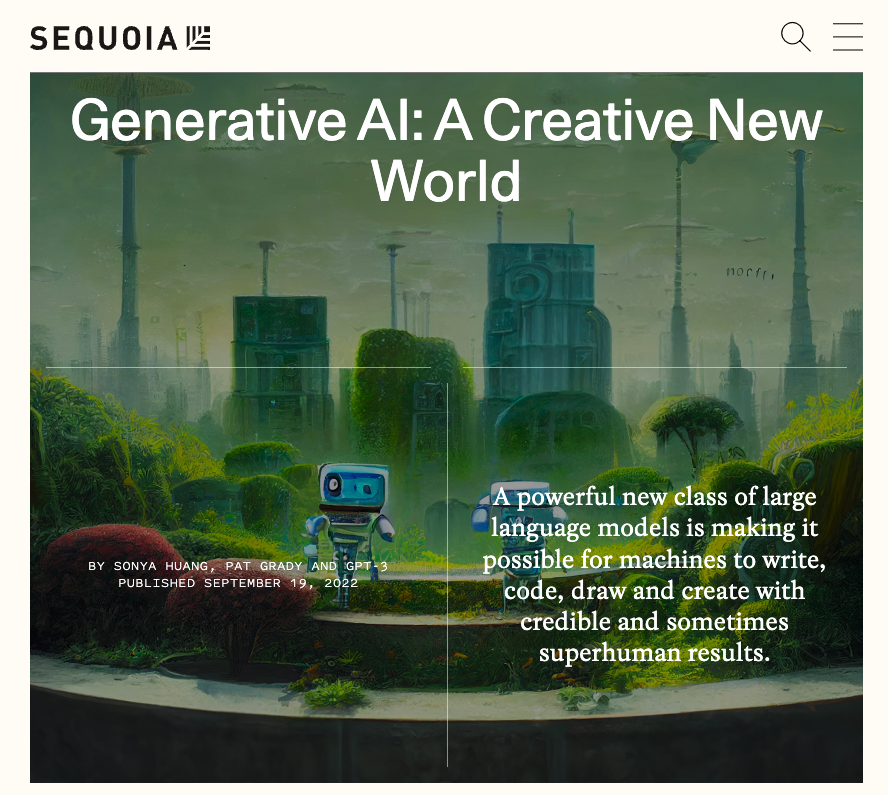 SEQUOIA
Generative AI: A Creative New
World
BY SONYA HUANG, PAT GRADY AND GPT-3
PUBLISHED SEPTEMBER 19, 2022
A powerful new class of large
language models is making it
possible for machines to write,
code, draw and create with
credible and sometimes
superhuman results.